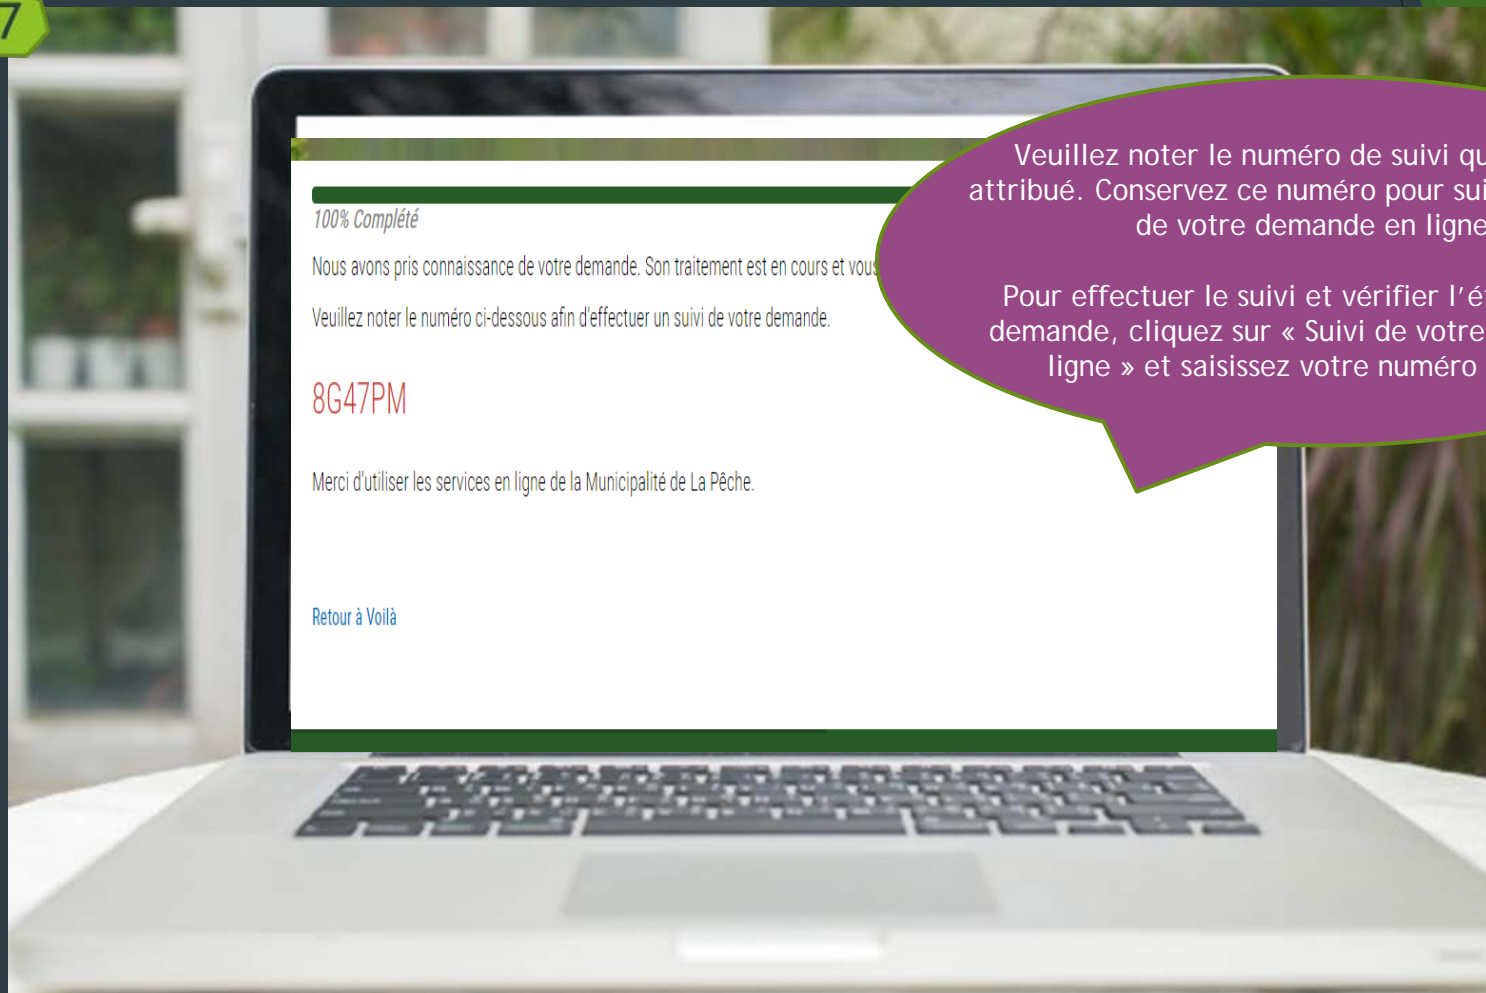 7
Veuillez noter le numéro de suivi
attribué. Conservez ce numéro pour
de votre demande en ligne
Pour effectuer le suivi et vérifier
demande, cliquez sur « Suivi de votre
ligne » et saisissez votre numéro
100% Complété
Nous avons pris connaissance de votre demande. Son traitement est en cours et vous
Veuillez noter le numéro ci-dessous afin d'effectuer un suivi de votre demande.
8G47PM
Merci d'utiliser les services en ligne de la Municipalité de La Pêche.
Retour à Voilà